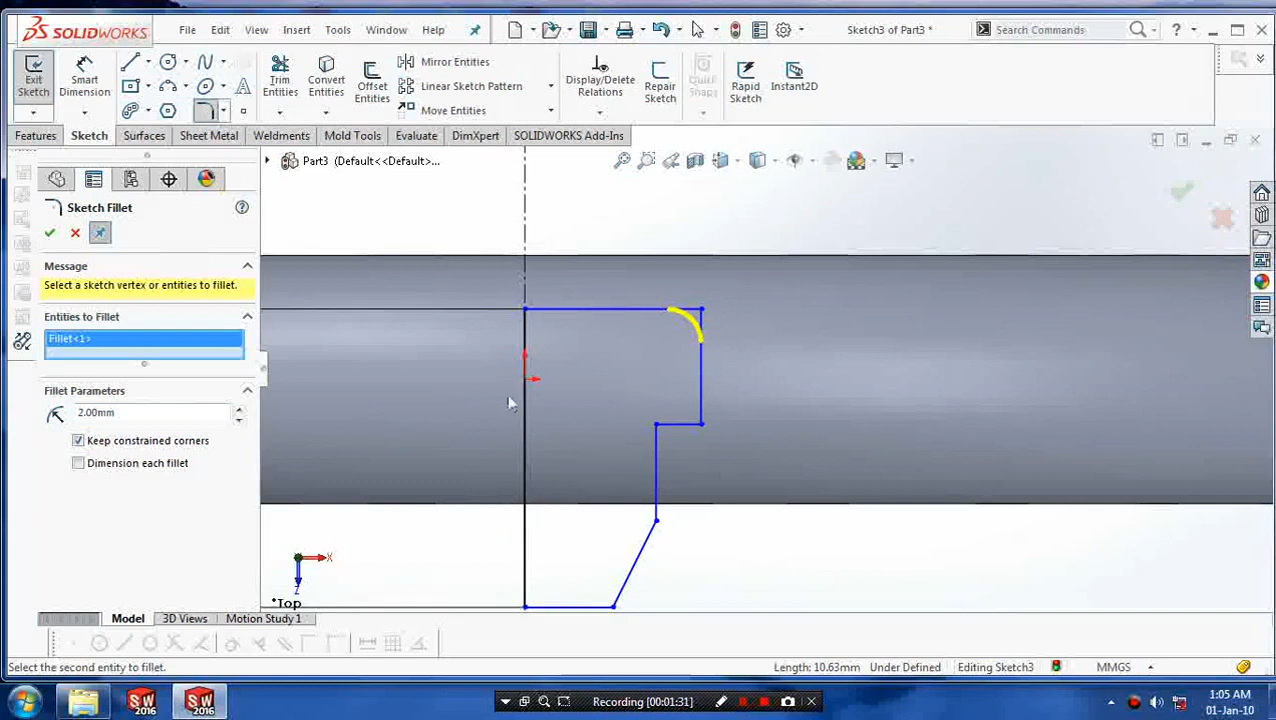 SOLIDWORKS File Edit View Insert Tools Window Help Sketch3 of Part3 * Search Commands ?
Exit Sketch Smart Dimension Trim Entities Convert Entities Offset Entities Mirror Entities Linear Sketch Pattern Move Entities Display/Delete Relations Repair Sketch Quick Snaps Rapid Sketch Instant2D
Features Sketch Surfaces Sheet Metal Weldments Mold Tools Evaluate DimXpert SOLIDWORKS Add-Ins
Part3 (Default<<Default>...
Sketch Fillet ?
Message
Select a sketch vertex or entities to fillet.
Entities to Fillet
Fillet<1>
Fillet Parameters
2.00mm
Keep constrained corners
Dimension each fillet
X
Z
*Top
Model 3D Views Motion Study 1
Select the second entity to fillet. Length: 10.63mm Under Defined Editing Sketch3 MMGS
SW 2016 SW 2016 Recording [00:01:31] 1:05 AM
01-Jan-10